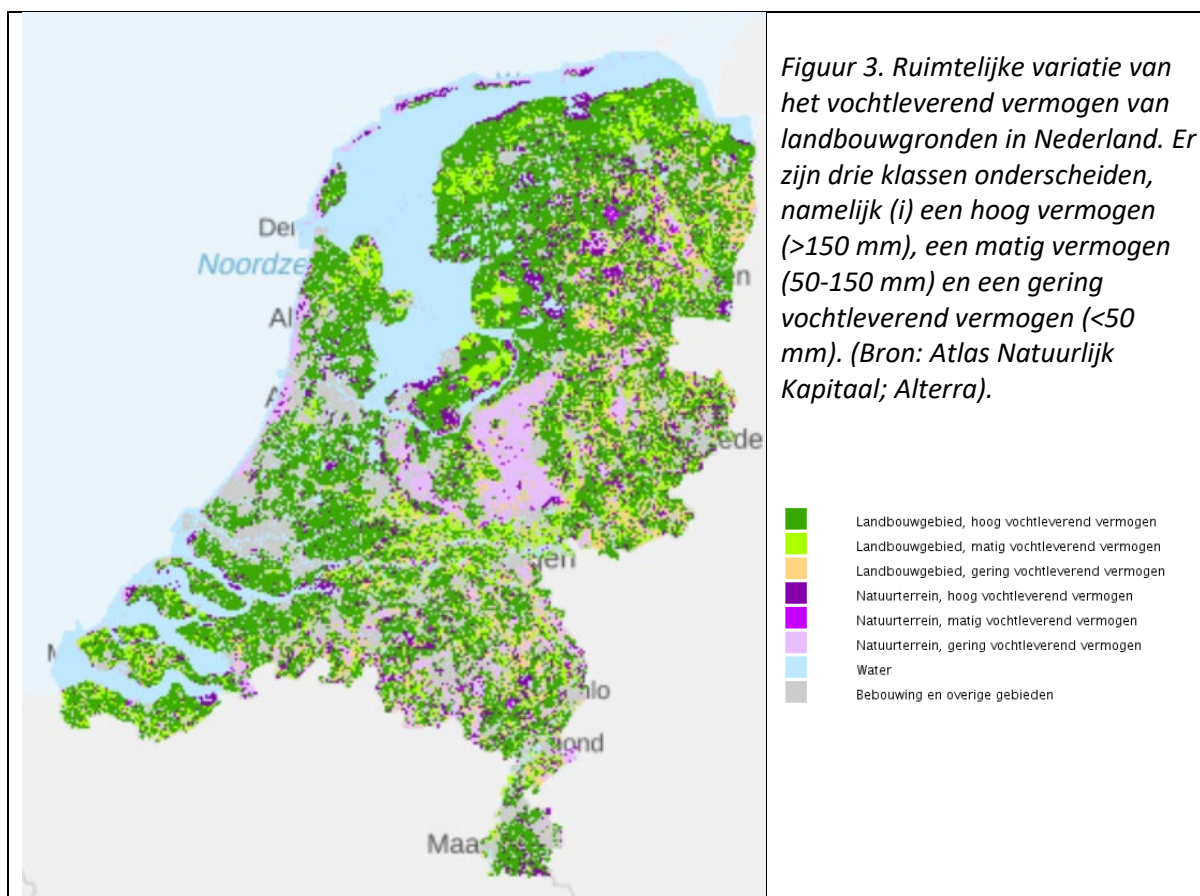 Figuur 3. Ruimtelijke variatie van
het vochtleverend vermogen van
landbouwgronden in Nederland. Er
zijn drie klassen onderscheiden,
namelijk (i) een hoog vermogen
(>150 mm), een matig vermogen
(50-150 mm) en een gering
vochtleverend vermogen (<50
mm). (Bron: Atlas Natuurlijk
Kapitaal; Alterra).
Noordze
Al
A
ede
Maa
Landbouwgebied, hoog vochtleverend vermogen
Landbouwgebied, matig vochtleverend vermogen
Landbouwgebied, gering vochtleverend vermogen
Natuurterrein, hoog vochtleverend vermogen
Natuurterrein, matig vochtleverend vermogen
Natuurterrein, gering vochtleverend vermogen
Water
Bebouwing en overige gebieden